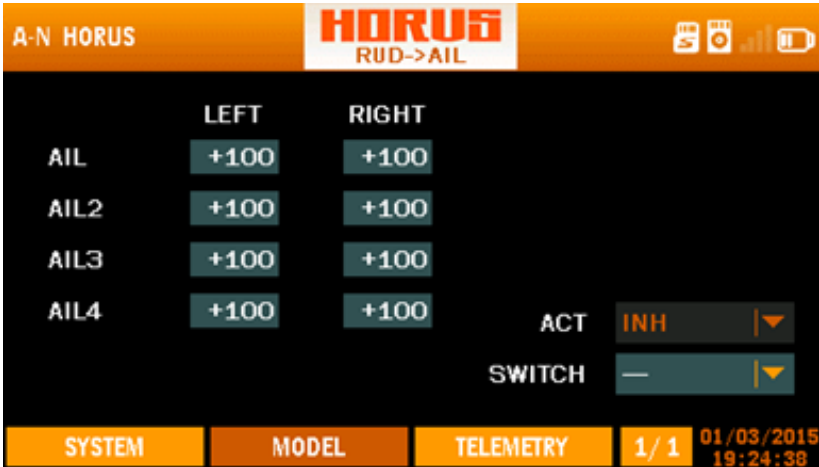 A-N HORUS
HORUS
RUD->AIL
LEFT RIGHT
AIL +100 +100
AIL2 +100 +100
AIL3 +100 +100
AIL4 +100 +100
ACT INH
SWITCH —
SYSTEM MODEL TELEMETRY 1/1 01/03/2015
19:24:38